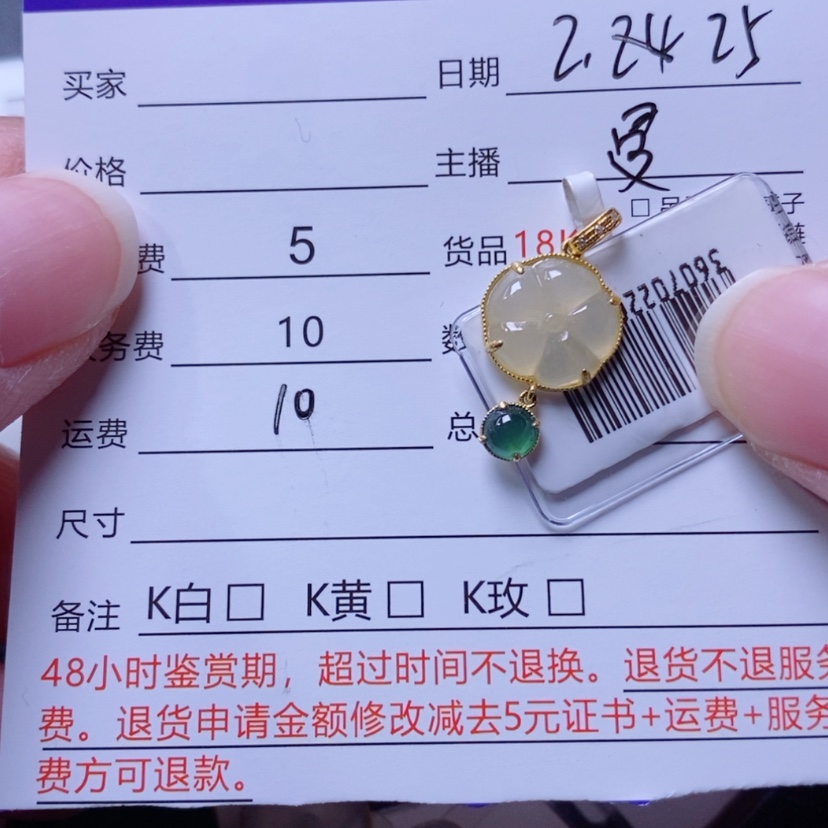 买家 日期 2.24 25
价格 主播 曼
费 5 货品 18K
务费 10
运费 10 总
尺寸
备注 K白□ K黄□ K玫□
48小时鉴赏期，超过时间不退换。退货不退服务
费。退货申请金额修改减去5元证书+运费+服务
费方可退款。